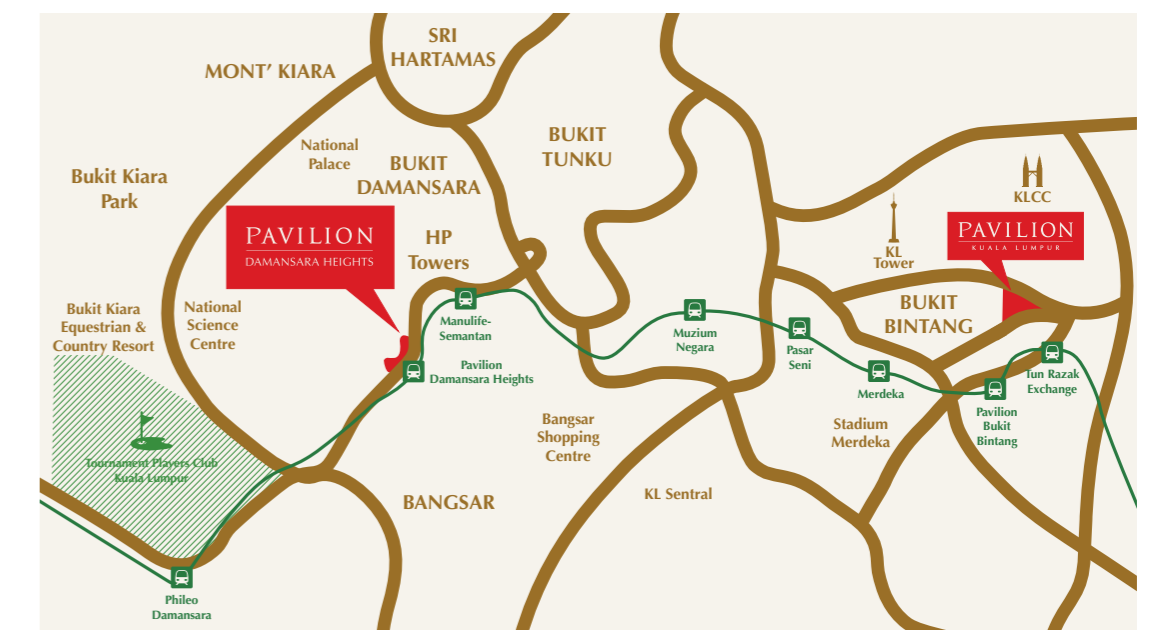 SRI
HARTAMAS
MONT’ KIARA
National
Palace
BUKIT
TUNKU
BUKIT
DAMANSARA
Bukit Kiara
Park
KLCC
PAVILION
DAMANSARA HEIGHTS
HP
Towers
KL
Tower
PAVILION
KUALA LUMPUR
Bukit Kiara
Equestrian &
Country Resort
National
Science
Centre
Manulife-
Semantan
Muzium
Negara
BUKIT
BINTANG
Pasar
Seni
Pavilion
Damansara Heights
Merdeka
Tun Razak
Exchange
Pavilion
Bukit
Bintang
Bangsar
Shopping
Centre
Stadium
Merdeka
Tournament Players Club
Kuala Lumpur
BANGSAR
KL Sentral
Phileo
Damansara